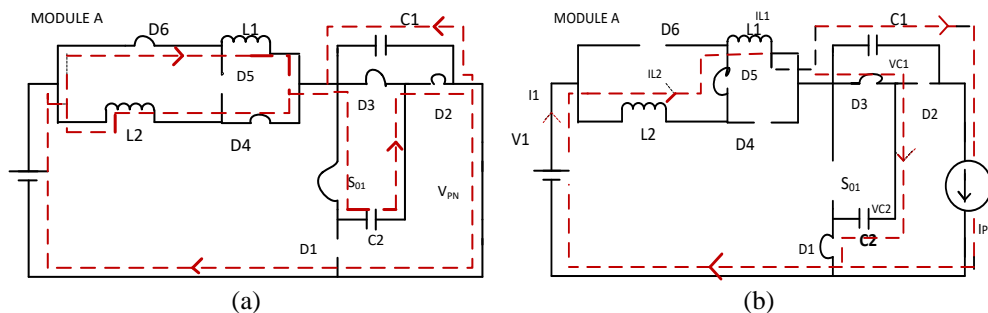 MODULE A
D6
L1
C1
D5
D3
D2
L2
D4
S01
VPN
C2
D1
(a)
MODULE A
D6
IL1
L1
C1
VC1
D5
IL2
I1
D3
D2
L2
D4
V1
S01
VC2
C2
D1
IP
(b)